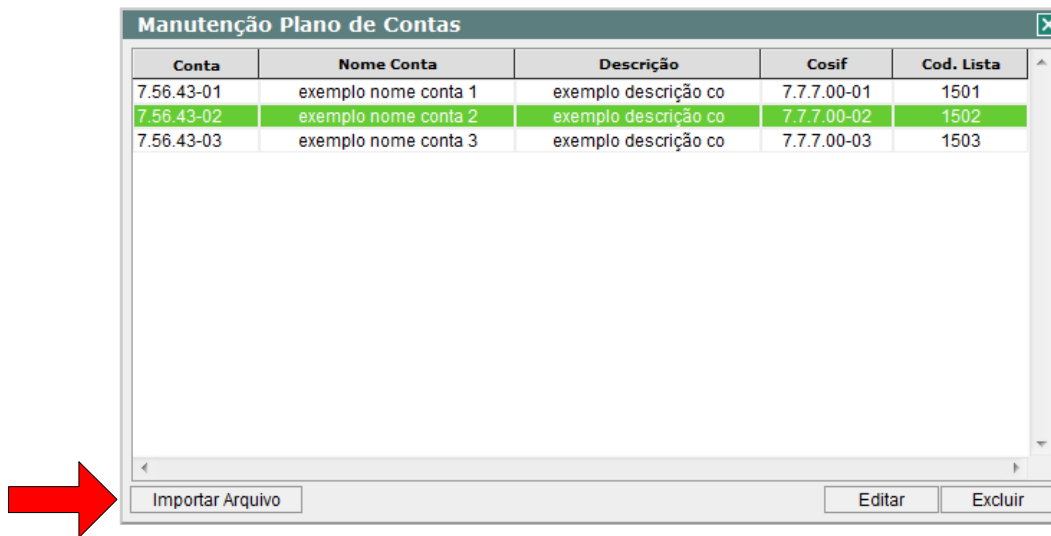 Manutenção Plano de Contas
Conta Nome Conta Descrição Cosif Cod. Lista
7.56.43-01 exemplo nome conta 1 exemplo descrição co 7.7.7.00-01 1501
7.56.43-02 exemplo nome conta 2 exemplo descrição co 7.7.7.00-02 1502
7.56.43-03 exemplo nome conta 3 exemplo descrição co 7.7.7.00-03 1503
Importar Arquivo Editar Excluir